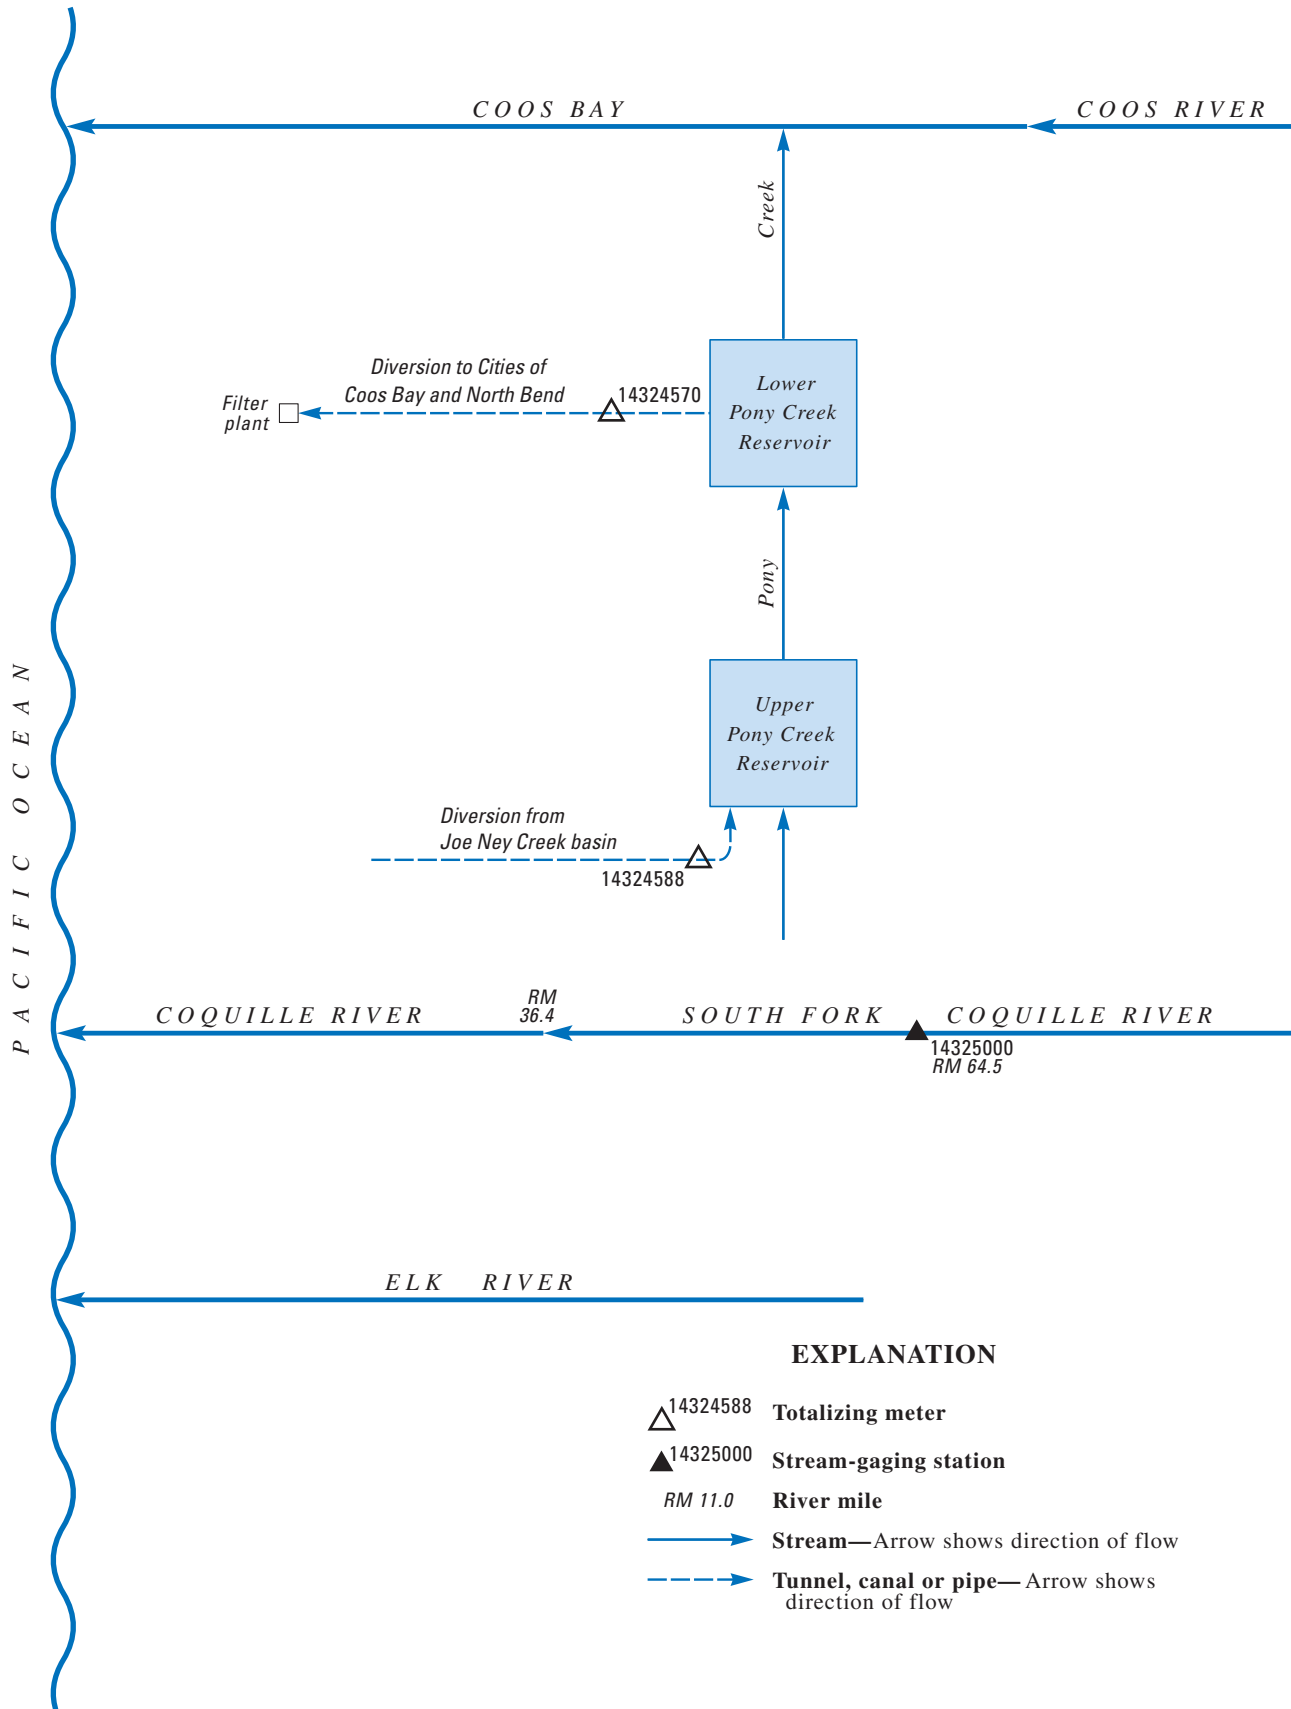 COOS BAY
COOS RIVER
Creek
Diversion to Cities of
Coos Bay and North Bend
14324570
Filter
plant
Lower
Pony Creek
Reservoir
Pony
Upper
Pony Creek
Reservoir
Diversion from
Joe Ney Creek basin
14324588
PACIFIC OCEAN
COQUILLE RIVER
RM
36.4
SOUTH FORK
COQUILLE RIVER
14325000
RM 64.5
ELK RIVER
EXPLANATION
14324588 Totalizing meter
14325000 Stream-gaging station
RM 11.0 River mile
Stream—Arrow shows direction of flow
Tunnel, canal or pipe—Arrow shows
direction of flow